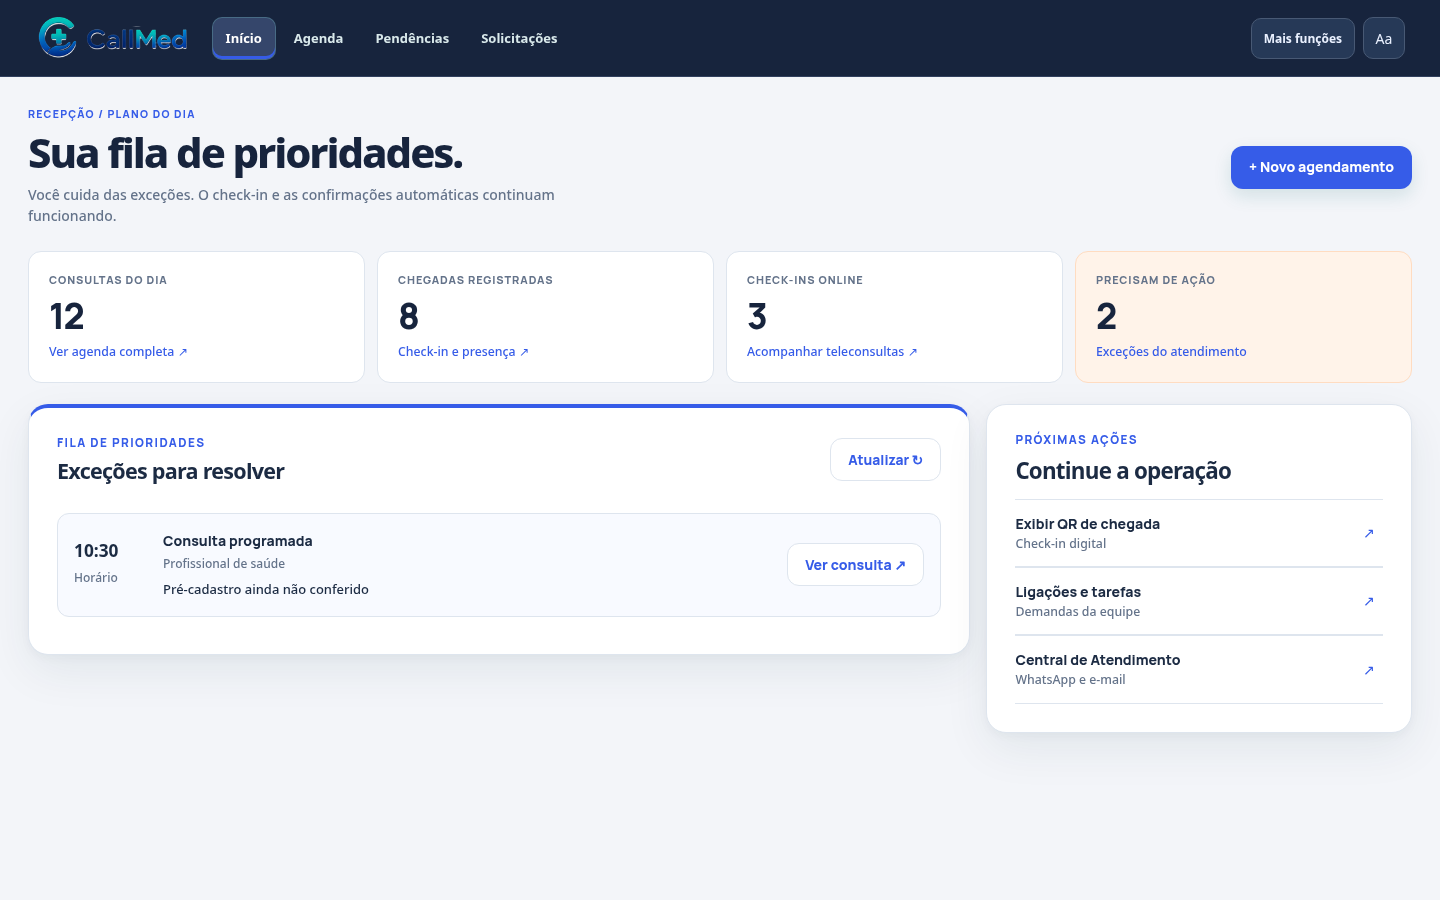 CallMed
Início
Agenda
Pendências
Solicitações
Mais funções
Aa
RECEPÇÃO / PLANO DO DIA
Sua fila de prioridades.
Você cuida das exceções. O check-in e as confirmações automáticas continuam
funcionando.
+ Novo agendamento
CONSULTAS DO DIA
12
Ver agenda completa ↗
CHEGADAS REGISTRADAS
8
Check-in e presença ↗
CHECK-INS ONLINE
3
Acompanhar teleconsultas ↗
PRECISAM DE AÇÃO
2
Exceções do atendimento
FILA DE PRIORIDADES
Exceções para resolver
Atualizar ↻
10:30
Horário
Consulta programada
Profissional de saúde
Pré-cadastro ainda não conferido
Ver consulta ↗
PRÓXIMAS AÇÕES
Continue a operação
Exibir QR de chegada
Check-in digital
↗
Ligações e tarefas
Demandas da equipe
↗
Central de Atendimento
WhatsApp e e-mail
↗